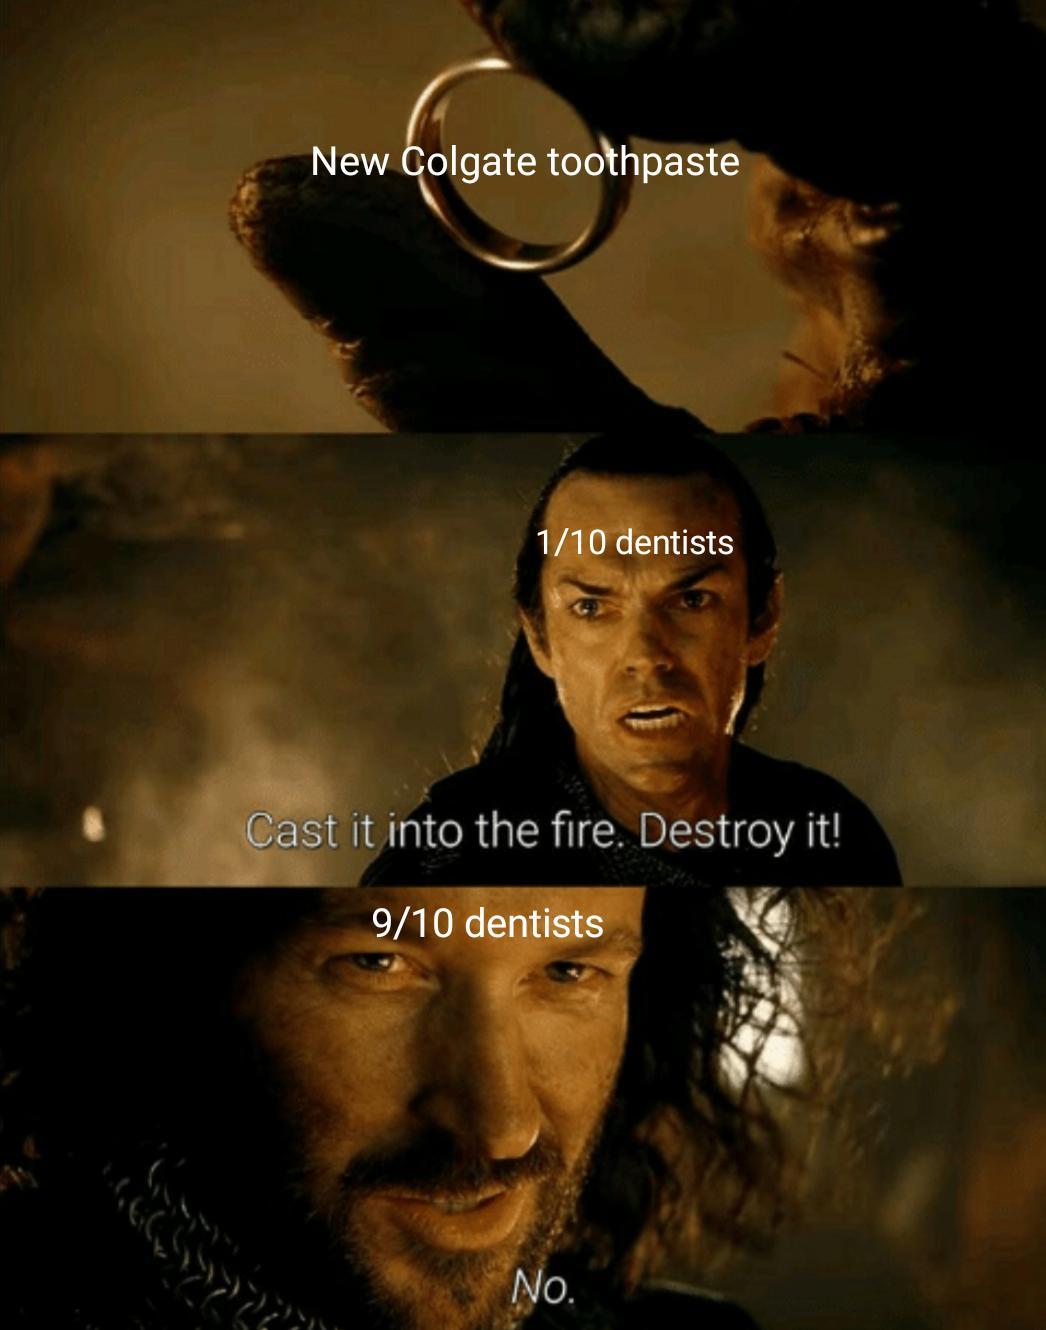 New Colgate toothpaste
1/10 dentists
Cast it into the fire. Destroy it!
9/10 dentists
No.